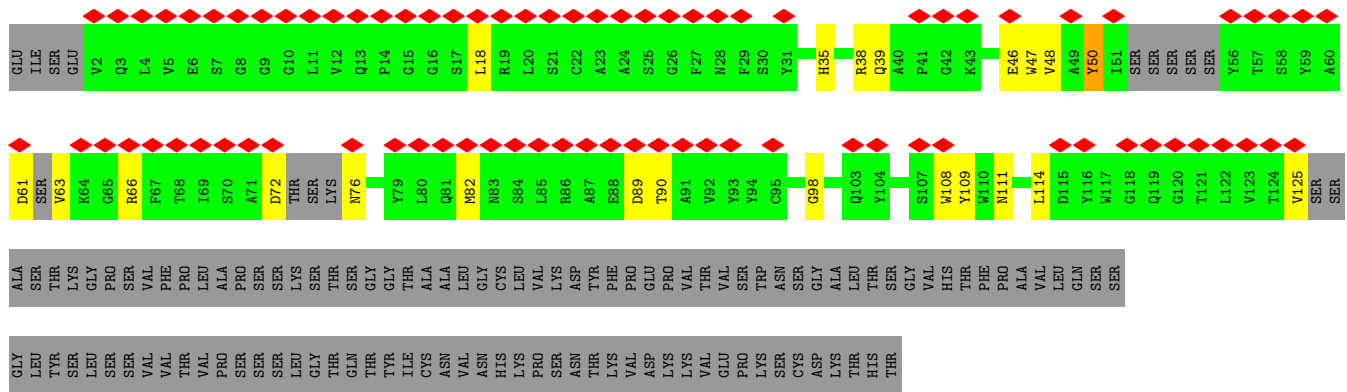 GLU ILE SER GLU V2 Q3 L4 V5 E6 S7 G8 G9 G10 L11 V12 Q13 P14 G15 G16 S17 L18 R19 L20 S21 C22 A23 A24 S25 G26 F27 N28 F29 S30 Y31 H35 R38 Q39 A40 P41 G42 K43 E46 W47 V48 A49 Y50 I51 SER SER SER SER SER Y56 T57 S58 Y59 A60
D61 SER V63 K64 G65 R66 F67 T68 I69 S70 A71 D72 THR SER LYS N76 Y79 L80 Q81 M82 N83 S84 L85 R86 A87 E88 D89 T90 A91 V92 Y93 Y94 C95 G98 Q103 Y104 S107 W108 Y109 W110 N111 L114 D115 Y116 W117 G118 Q119 G120 T121 L122 V123 T124 V125 SER SER
ALA SER THR LYS GLY PRO SER VAL PHE PRO LEU ALA PRO SER SER LYS SER THR SER GLY GLY THR ALA ALA LEU GLY CYS LEU VAL LYS ASP TYR PHE PRO GLU PRO VAL THR VAL SER TRP ASN SER GLY ALA LEU THR SER GLY VAL HIS THR PHE PRO ALA VAL LEU GLN SER SER
GLY LEU TYR SER LEU SER SER VAL VAL THR VAL PRO SER SER SER LEU GLY THR GLN THR TYR ILE CYS ASN VAL ASN HIS LYS PRO SER ASN THR LYS VAL ASP LYS LYS VAL GLU PRO LYS SER CYS ASP LYS THR HIS THR